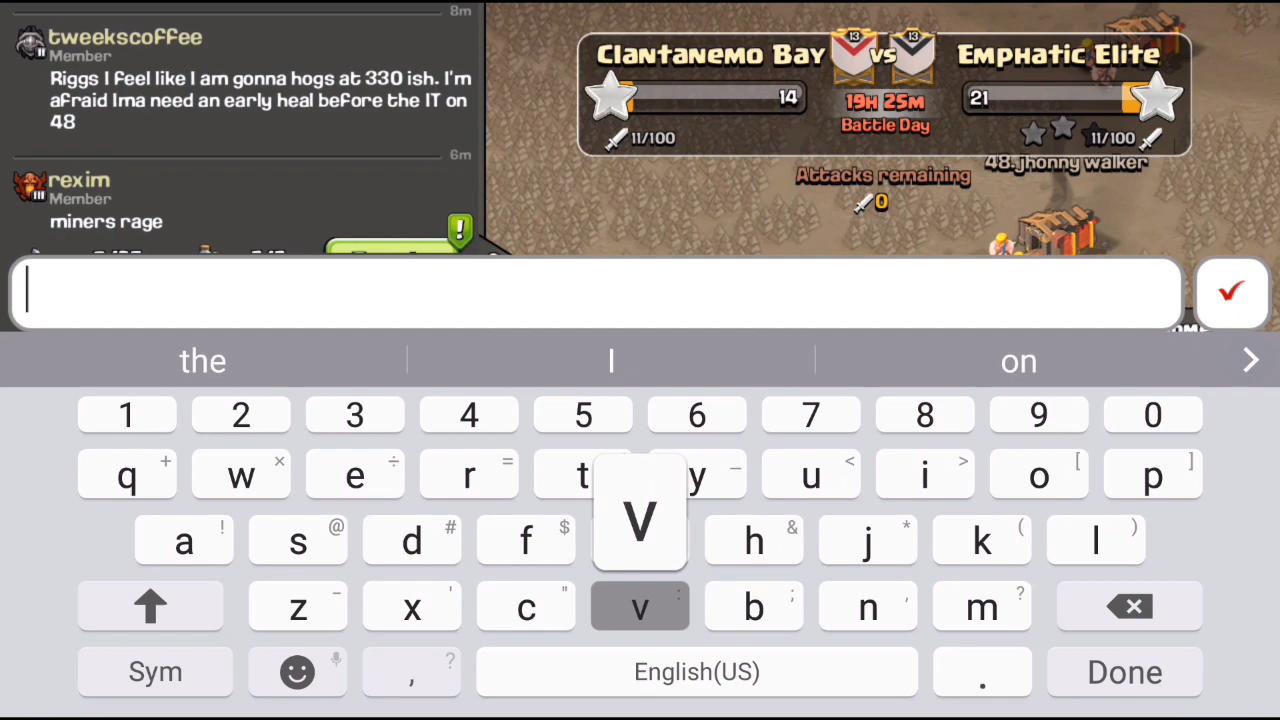 8m
tweekscoffee
Member
Riggs I feel like I am gonna hogs at 330 ish. I'm
afraid Ima need an early heal before the IT on
48
6m
rexim
Member
miners rage
Clantanemo Bay
13
vs
13
Emphatic Elite
14
19H 25M
21
Battle Day
11/100
11/100
48.jhonny walker
Attacks remaining
0
the
I
on
1 2 3 4 5 6 7 8 9 0
q + w × e ÷ r = t y _ u < i > o [ p ]
a ! s @ d # f $ v h & j * k ( l )
z - x ' c " v : b ; n , m ?
Sym , ? English(US) . Done